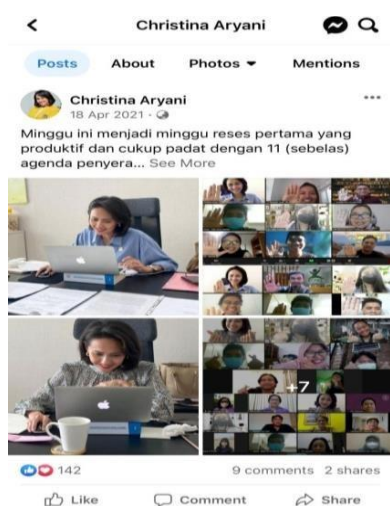 Christina Aryani
Posts About Photos Mentions
Christina Aryani
18 Apr 2021
Minggu ini menjadi minggu reses pertama yang
produktif dan cukup padat dengan 11 (sebelas)
agenda penyera... See More
+7
142 9 comments 2 shares
Like Comment Share